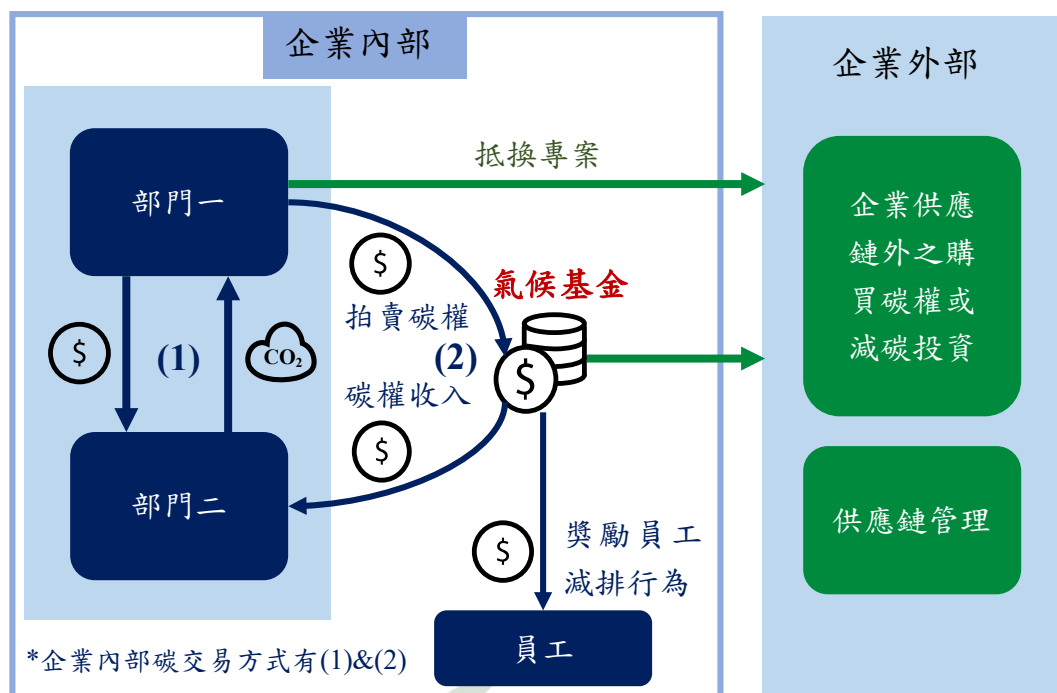 企業內部
部門一
$
(1)
CO₂
部門二
抵換專案
$
拍賣碳權
(2)
碳權收入
$
氣候基金
$
$
獎勵員工
減排行為
員工
*企業內部碳交易方式有(1)&(2)
企業外部
企業供應
鏈外之購
買碳權或
減碳投資
供應鏈管理